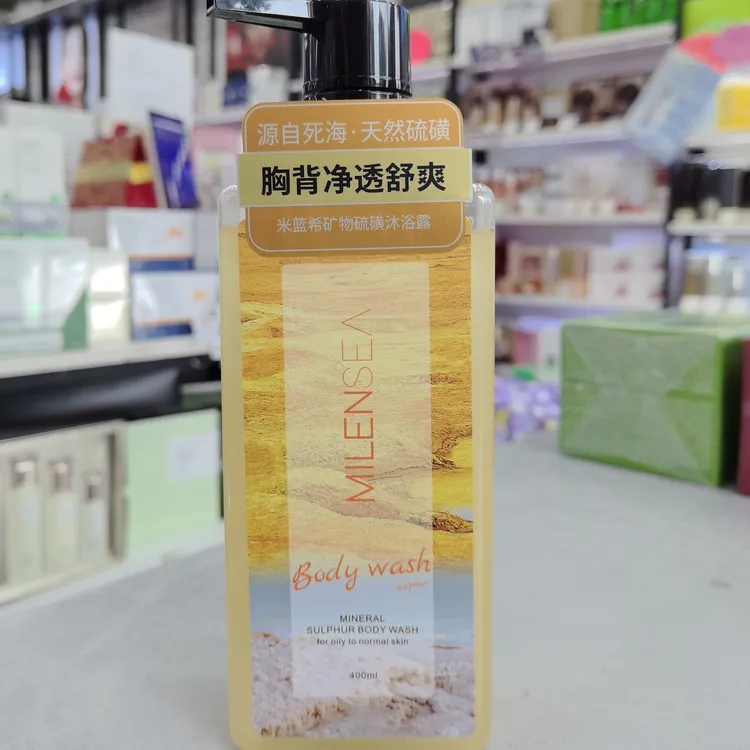 源自死海·天然硫磺
胸背净透舒爽
米蓝希矿物硫磺沐浴露
MILENSEA
Body wash
sulphur
MINERAL
SULPHUR BODY WASH
for oily to normal skin
400ml